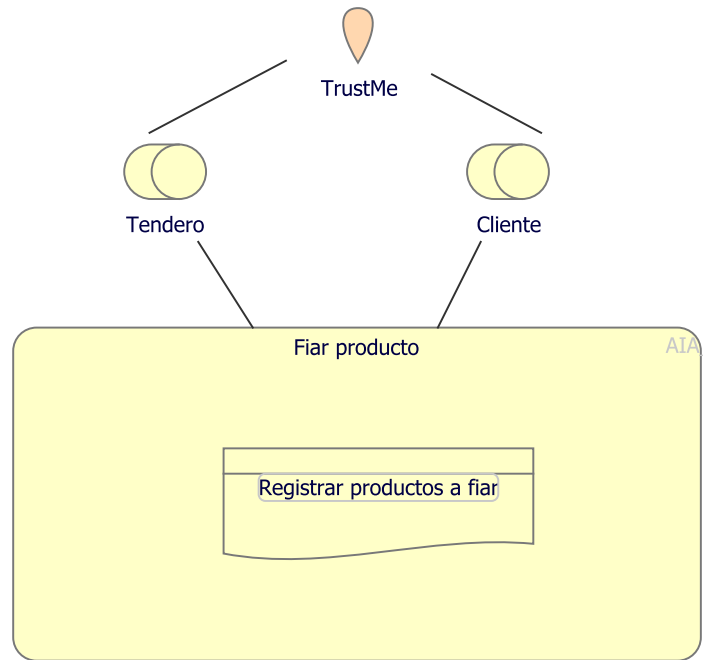 TrustMe
Tendero
Cliente
Fiar producto
AIA
Registrar productos a fiar